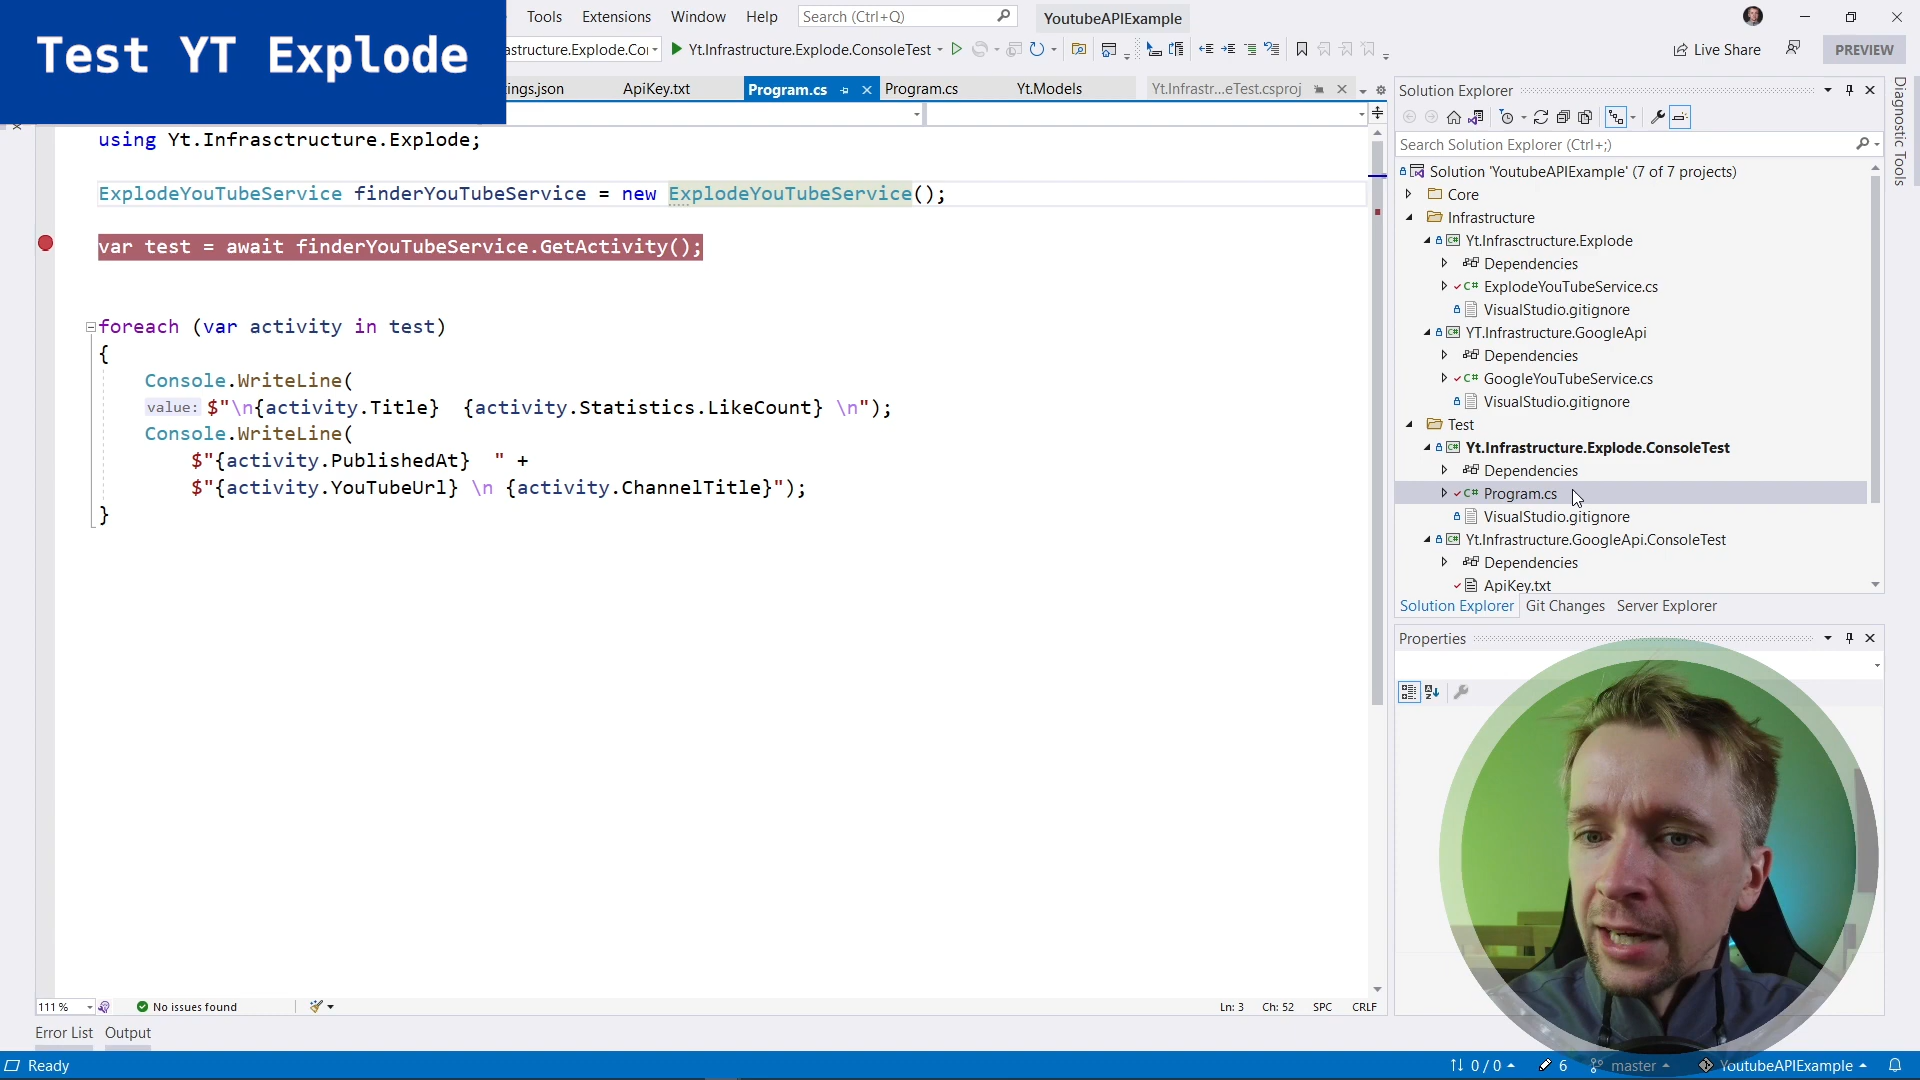 Test YT Explode
Tools Extensions Window Help Search (Ctrl+Q) YoutubeAPIExample
Yt.Infrastructure.Explode.ConsoleTest Live Share PREVIEW
ApiKey.txt Program.cs Program.cs Yt.Models Yt.Infrastr...eTest.csproj
using Yt.Infrasctructure.Explode;
ExplodeYouTubeService finderYouTubeService = new ExplodeYouTubeService();
var test = await finderYouTubeService.GetActivity();
foreach (var activity in test)
{
Console.WriteLine(
value: $"\n{activity.Title}  {activity.Statistics.LikeCount} \n");
Console.WriteLine(
$"{activity.PublishedAt}  " +
$"{activity.YouTubeUrl} \n {activity.ChannelTitle}");
}
Solution Explorer
Search Solution Explorer (Ctrl+;)
Solution 'YoutubeAPIExample' (7 of 7 projects)
Core
Infrastructure
Yt.Infrasctructure.Explode
Dependencies
C# ExplodeYouTubeService.cs
VisualStudio.gitignore
YT.Infrastructure.GoogleApi
Dependencies
C# GoogleYouTubeService.cs
VisualStudio.gitignore
Test
Yt.Infrastructure.Explode.ConsoleTest
Dependencies
C# Program.cs
VisualStudio.gitignore
Yt.Infrastructure.GoogleApi.ConsoleTest
Dependencies
ApiKey.txt
Solution Explorer Git Changes Server Explorer
Properties
Diagnostic Tools
111 % No issues found Ln: 3 Ch: 52 SPC CRLF
Error List Output
Ready 0 / 0 6 master YoutubeAPIExample